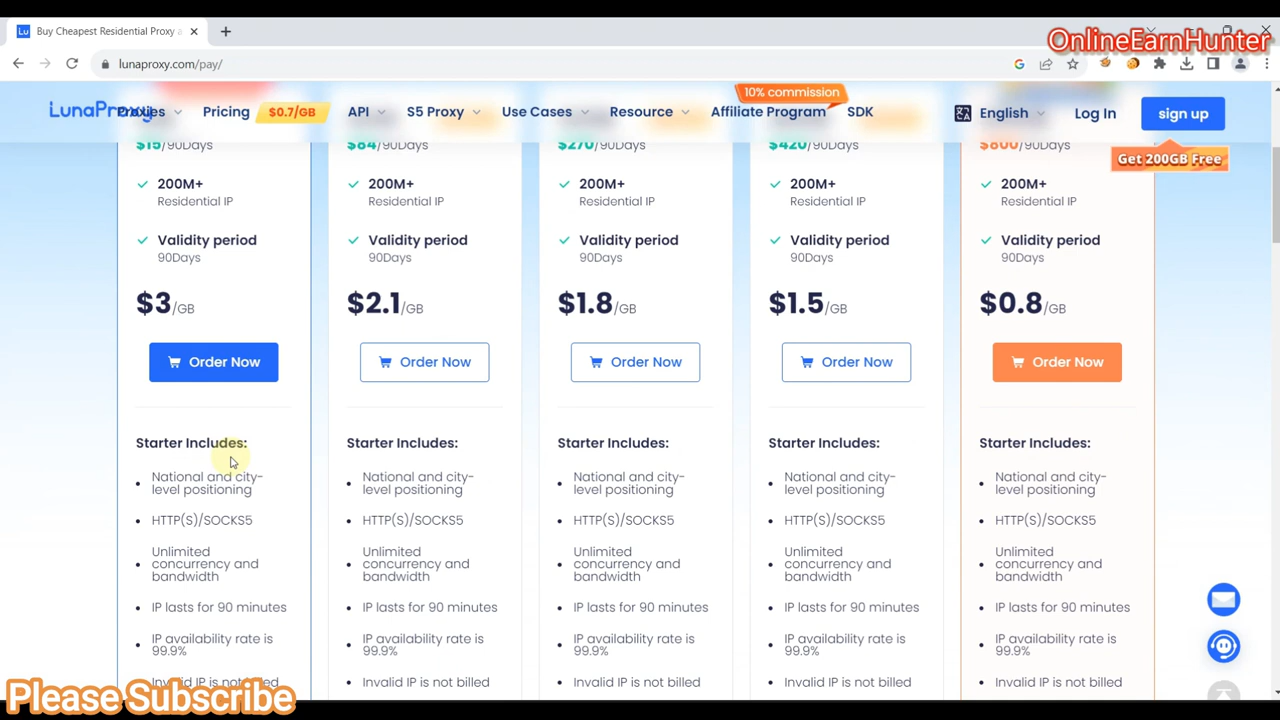 Buy Cheapest Residential Proxy a
OnlineEarnHunter
lunaproxy.com/pay/
10% commission
LunaProxy
Proxies
Pricing
$0.7/GB
API
S5 Proxy
Use Cases
Resource
Affiliate Program
SDK
English
Log In
sign up
Get 200GB Free
$15/90Days
$84/90Days
$270/90Days
$420/90Days
$800/90Days
200M+
Residential IP
200M+
Residential IP
200M+
Residential IP
200M+
Residential IP
200M+
Residential IP
Validity period
90Days
Validity period
90Days
Validity period
90Days
Validity period
90Days
Validity period
90Days
$3/GB
$2.1/GB
$1.8/GB
$1.5/GB
$0.8/GB
Order Now
Order Now
Order Now
Order Now
Order Now
Starter Includes:
National and city-
level positioning
HTTP(S)/SOCKS5
Unlimited
concurrency and
bandwidth
IP lasts for 90 minutes
IP availability rate is
99.9%
Invalid IP is not billed
Starter Includes:
National and city-
level positioning
HTTP(S)/SOCKS5
Unlimited
concurrency and
bandwidth
IP lasts for 90 minutes
IP availability rate is
99.9%
Invalid IP is not billed
Starter Includes:
National and city-
level positioning
HTTP(S)/SOCKS5
Unlimited
concurrency and
bandwidth
IP lasts for 90 minutes
IP availability rate is
99.9%
Invalid IP is not billed
Starter Includes:
National and city-
level positioning
HTTP(S)/SOCKS5
Unlimited
concurrency and
bandwidth
IP lasts for 90 minutes
IP availability rate is
99.9%
Invalid IP is not billed
Starter Includes:
National and city-
level positioning
HTTP(S)/SOCKS5
Unlimited
concurrency and
bandwidth
IP lasts for 90 minutes
IP availability rate is
99.9%
Invalid IP is not billed
Please Subscribe